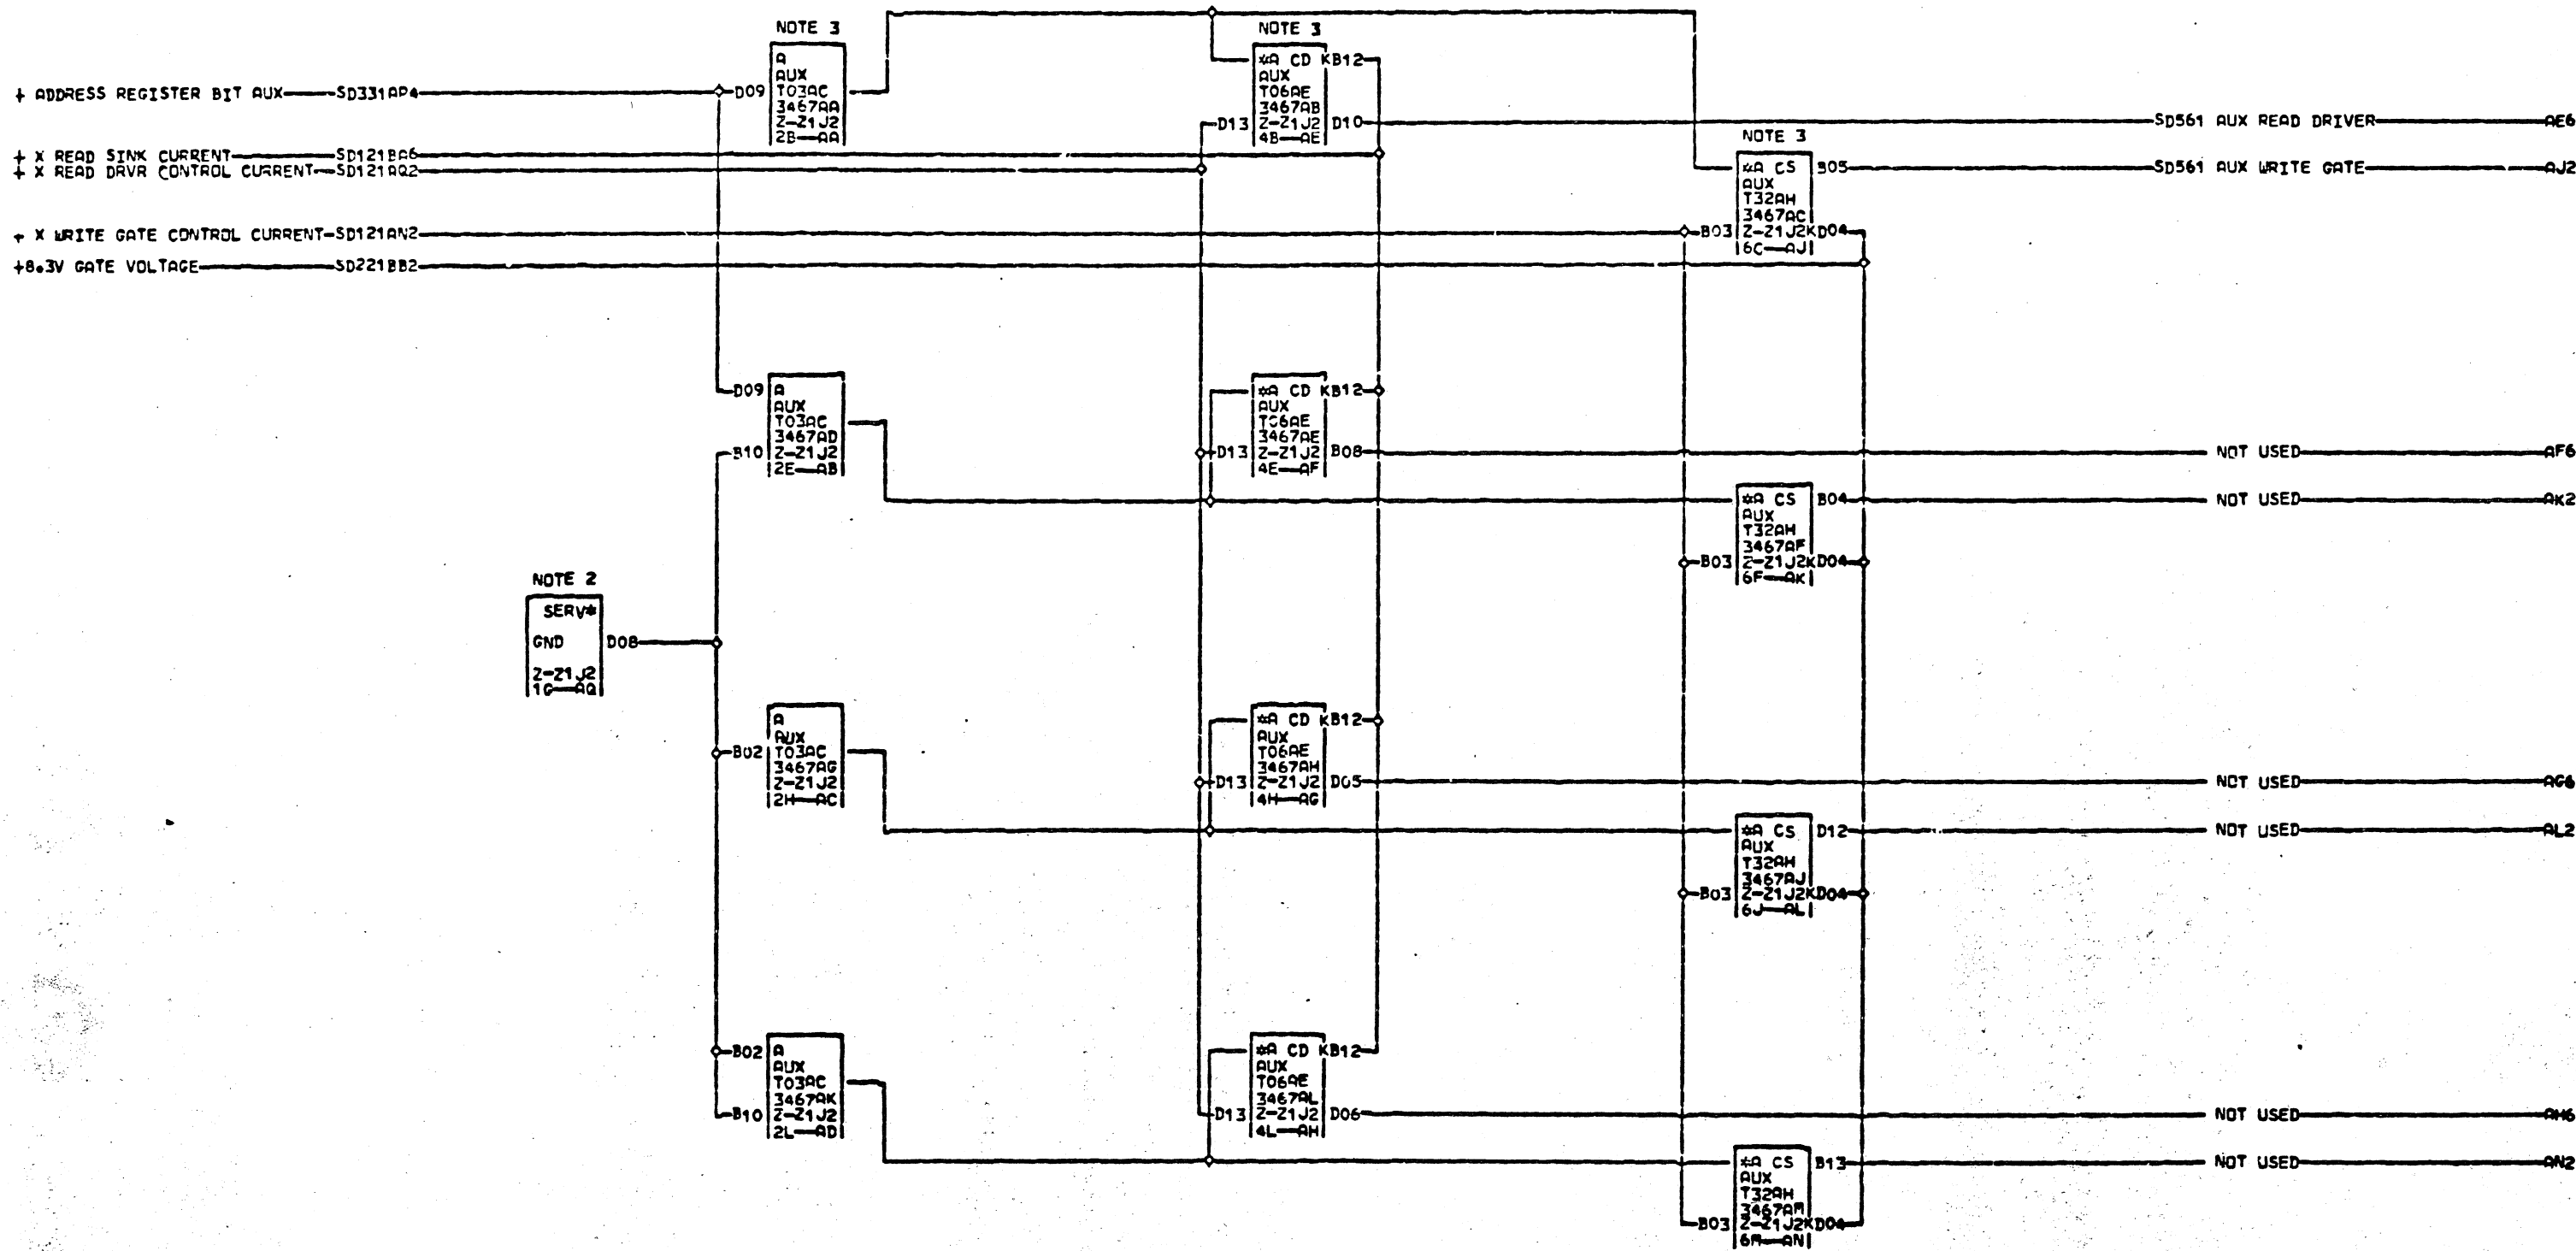 NOTE 3
A
AUX
T03AC
3467AA
Z-Z1J2
2B AA
D09
NOTE 3
*A CD KB12
AUX
T06AE
3467AB
D13 Z-Z1J2 D10
4B AE
+ ADDRESS REGISTER BIT AUX SD331AP4
+ X READ SINK CURRENT SD121BA6
+ X READ DRVR CONTROL CURRENT SD121AQ2
+ X WRITE GATE CONTROL CURRENT SD121AN2
+8.3V GATE VOLTAGE SD221BB2
SD561 AUX READ DRIVER AE6
NOTE 3
*A CS B05
AUX
T32AH
3467AC
B03 Z-Z1J2KD04
6C AJ
SD561 AUX WRITE GATE AJ2
D09 A
AUX
T03AC
3467AD
B10 Z-Z1J2
2E AB
*A CD KB12
AUX
T06AE
3467AE
D13 Z-Z1J2 B08
4E AF
NOT USED AF6
*A CS B04
AUX
T32AH
3467AF
B03 Z-Z1J2KD04
6F AK
NOT USED AK2
NOTE 2
SERV*
GND D08
Z-Z1J2
1G AQ
A
AUX
B02 T03AC
3467AG
Z-Z1J2
2H AC
*A CD KB12
AUX
T06AE
3467AH
D13 Z-Z1J2 D05
4H AG
NOT USED AG6
*A CS D12
AUX
T32AH
3467AJ
B03 Z-Z1J2KD04
6J AL
NOT USED AL2
B02 A
AUX
T03AC
3467AK
B10 Z-Z1J2
2L AD
*A CD KB12
AUX
T06AE
3467AL
D13 Z-Z1J2 D06
4L AH
NOT USED AH6
*A CS B13
AUX
T32AH
3467AM
B03 Z-Z1J2KD04
6M AN
NOT USED AN2